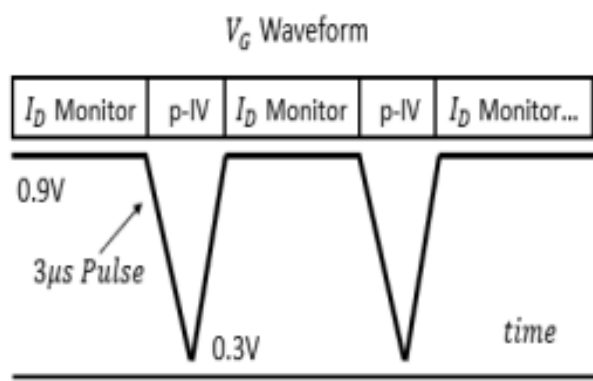 V_G Waveform
I_D Monitor p-IV I_D Monitor p-IV I_D Monitor...
0.9V
3μs Pulse
0.3V
time